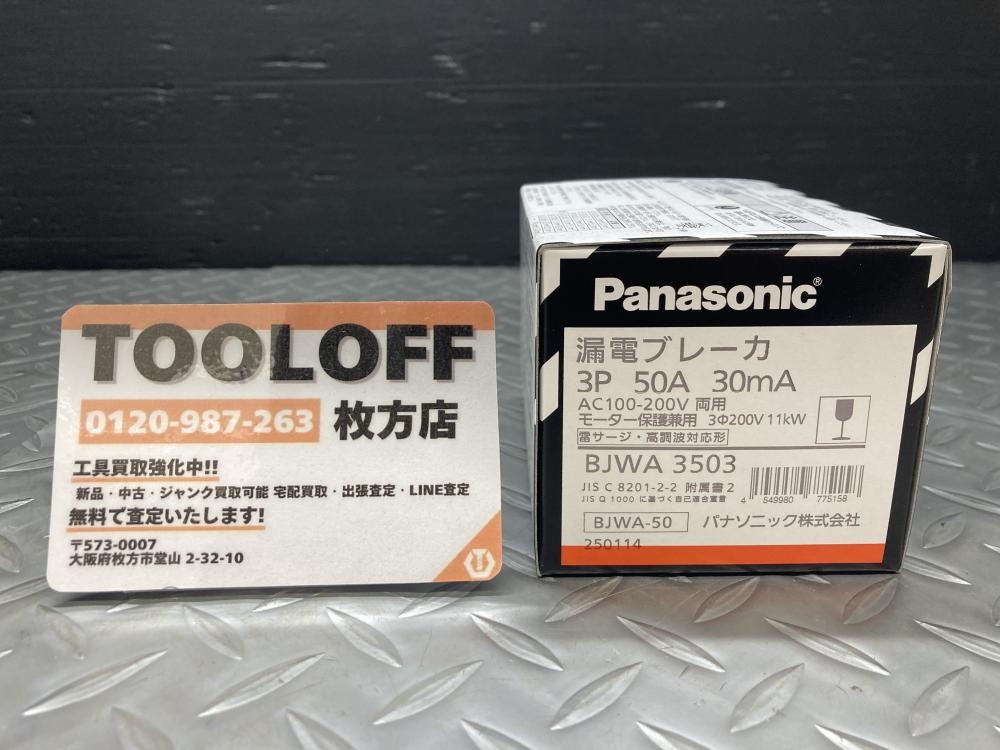 TOOLOFF
0120-987-263 枚方店
工具買取強化中!!
新品・中古・ジャンク買取可能 宅配買取・出張査定・LINE査定
無料で査定いたします!
〒573-0007
大阪府枚方市堂山 2-32-10
Panasonic®
漏電ブレーカ
3P 50A 30mA
AC100-200V 両用
モーター保護兼用 3Φ200V 11kW
雷サージ・高調波対応形
BJWA 3503
JIS C 8201-2-2 附属書2
JIS Q 1000 に基づく自己適合宣言
4 549980 775158
BJWA-50 パナソニック株式会社
250114